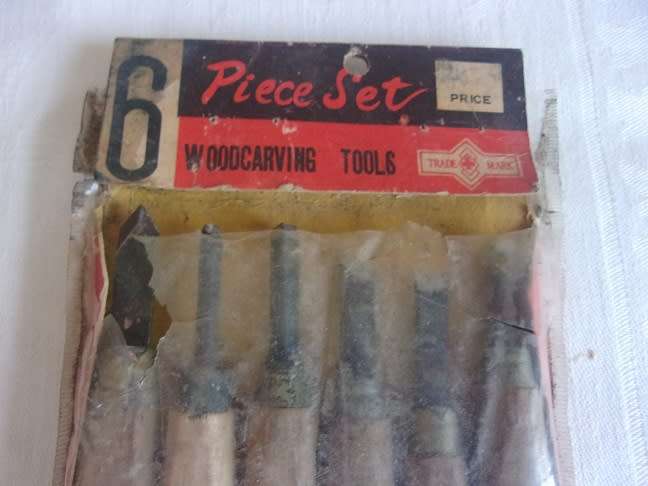 6 Piece Set
PRICE
WOODCARVING TOOLS
TRADE MARK